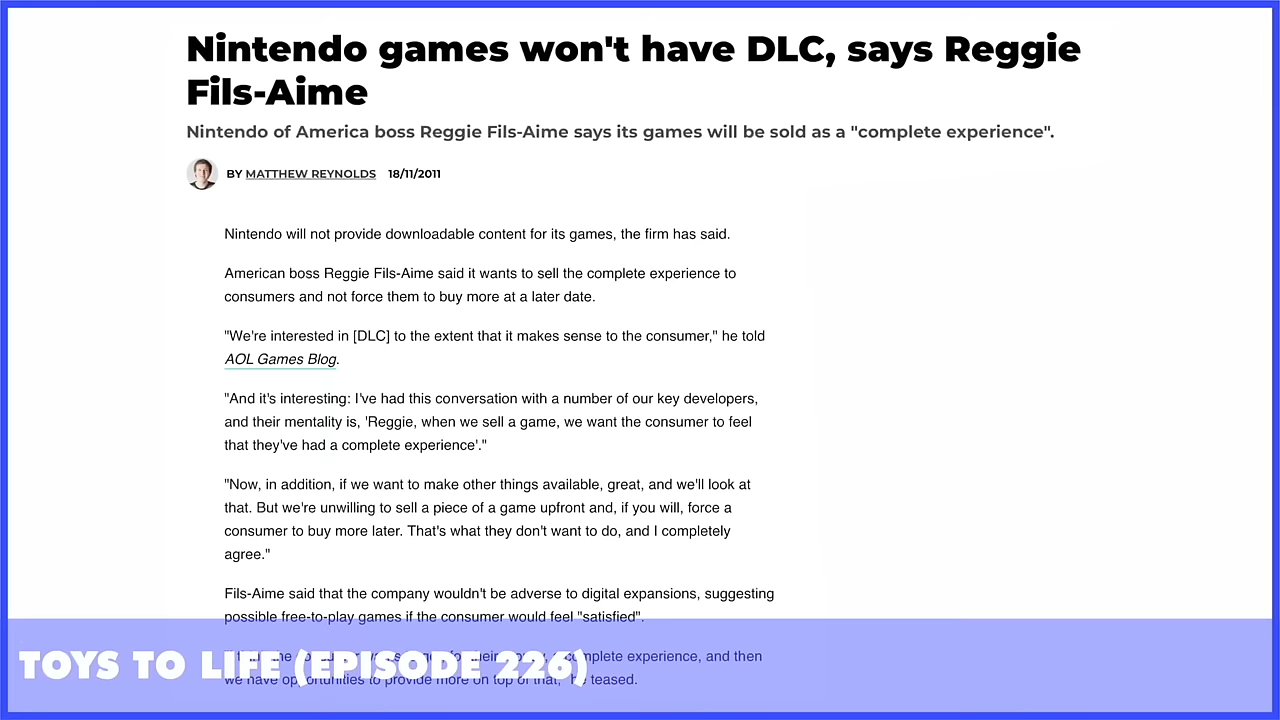 Nintendo games won't have DLC, says Reggie
Fils-Aime
Nintendo of America boss Reggie Fils-Aime says its games will be sold as a "complete experience".
BY MATTHEW REYNOLDS 18/11/2011
Nintendo will not provide downloadable content for its games, the firm has said.
American boss Reggie Fils-Aime said it wants to sell the complete experience to
consumers and not force them to buy more at a later date.
"We're interested in [DLC] to the extent that it makes sense to the consumer," he told
AOL Games Blog.
"And it's interesting: I've had this conversation with a number of our key developers,
and their mentality is, 'Reggie, when we sell a game, we want the consumer to feel
that they've had a complete experience'."
"Now, in addition, if we want to make other things available, great, and we'll look at
that. But we're unwilling to sell a piece of a game upfront and, if you will, force a
consumer to buy more later. That's what they don't want to do, and I completely
agree."
Fils-Aime said that the company wouldn't be adverse to digital expansions, suggesting
possible free-to-play games if the consumer would feel "satisfied".
complete experience, and then
we have opportunities to provide more on top of that," he teased.
TOYS TO LIFE (EPISODE 226)